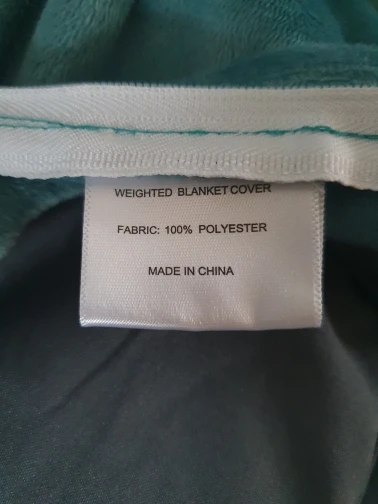 WEIGHTED BLANKET COVER
FABRIC: 100% POLYESTER
MADE IN CHINA